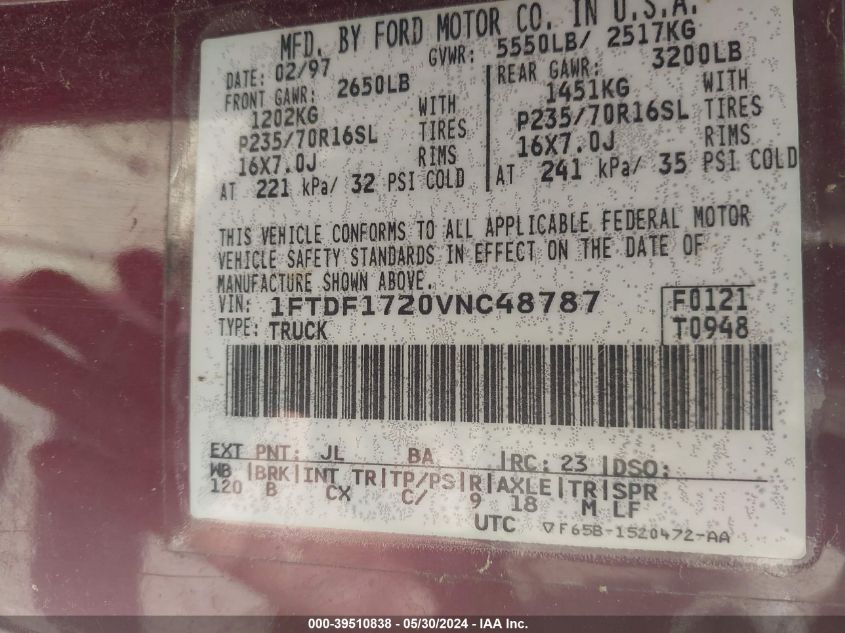 MFD. BY FORD MOTOR CO. IN U.S.A.
DATE: 02/97 GVWR: 5550LB/ 2517KG
FRONT GAWR: 2650LB REAR GAWR: 3200LB
1202KG WITH 1451KG WITH
P235/70R16SL TIRES P235/70R16SL TIRES
16X7.0J RIMS 16X7.0J RIMS
AT 221 kPa/ 32 PSI COLD AT 241 kPa/ 35 PSI COLD
THIS VEHICLE CONFORMS TO ALL APPLICABLE FEDERAL MOTOR
VEHICLE SAFETY STANDARDS IN EFFECT ON THE DATE OF
MANUFACTURE SHOWN ABOVE.
VIN: 1FTDF1720VNC48787 F0121
TYPE: TRUCK T0948
EXT PNT: JL BA RC: 23 DSO:
WB BRK INT TR TP/PS R AXLE TR SPR
120 B CX C/ 9 18 M LF
UTC ▽F65B-1520472-AA
000-39510838 - 05/30/2024 - IAA Inc.